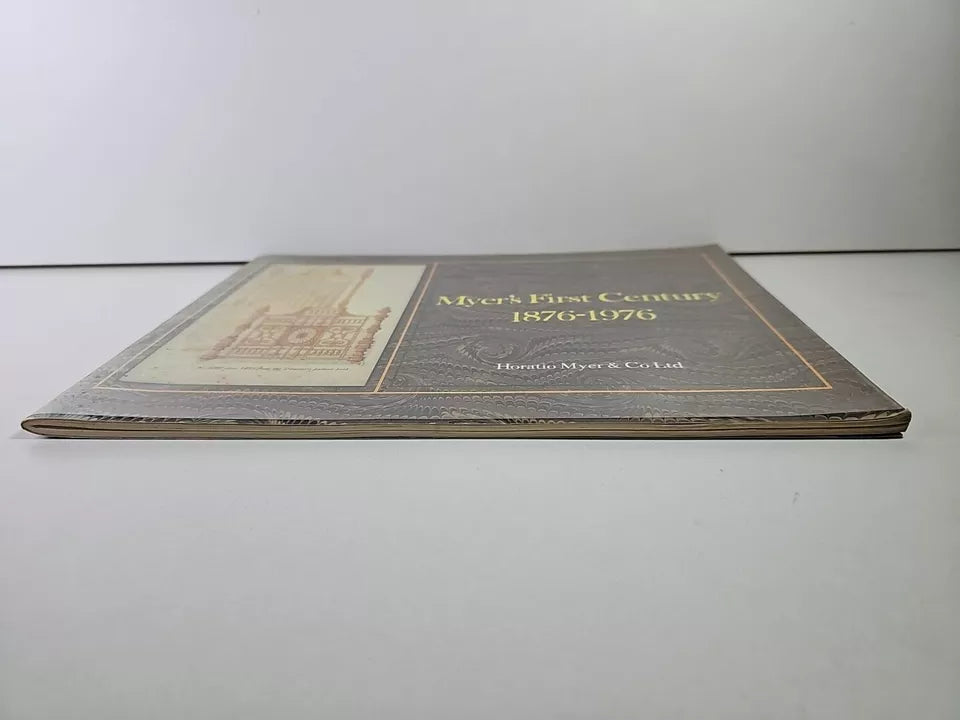 Myer's First Century
1876-1976
Horatio Myer & Co Ltd